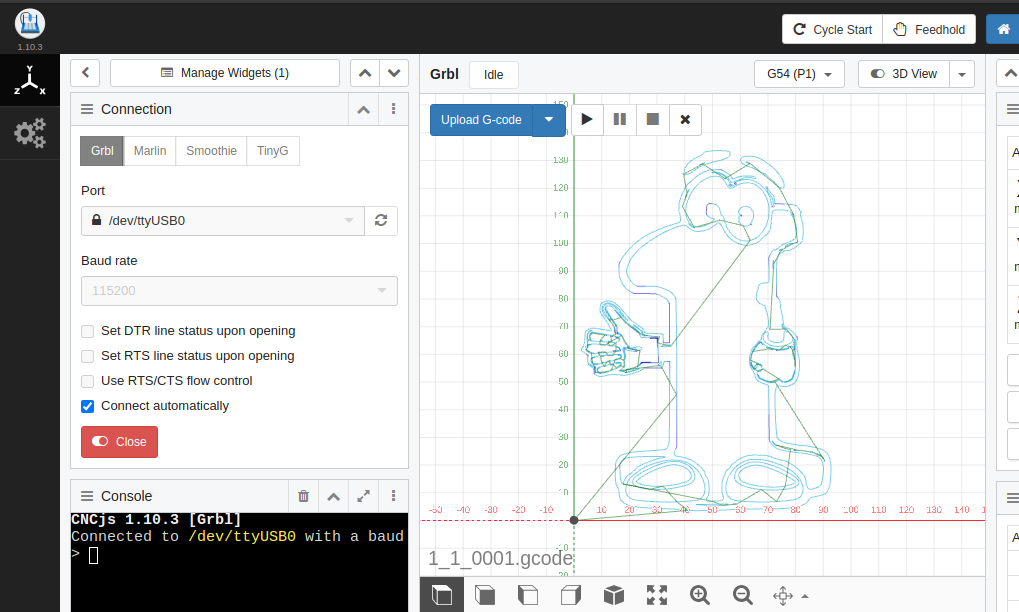 1.10.3
Cycle Start
Feedhold
Y
Z X
Manage Widgets (1)
Grbl
Idle
G54 (P1)
3D View
Connection
Upload G-code
Grbl
Marlin
Smoothie
TinyG
Port
/dev/ttyUSB0
Baud rate
115200
Set DTR line status upon opening
Set RTS line status upon opening
Use RTS/CTS flow control
Connect automatically
Close
Console
CNCjs 1.10.3 [Grbl]
Connected to /dev/ttyUSB0 with a baud
>
150
130
120
110
100
90
80
70
60
50
40
30
20
10
-50 -40 -30 -20 -10 10 20 30 40 50 60 70 80 90 100 110 120 130 140
-10
1_1_0001.gcode